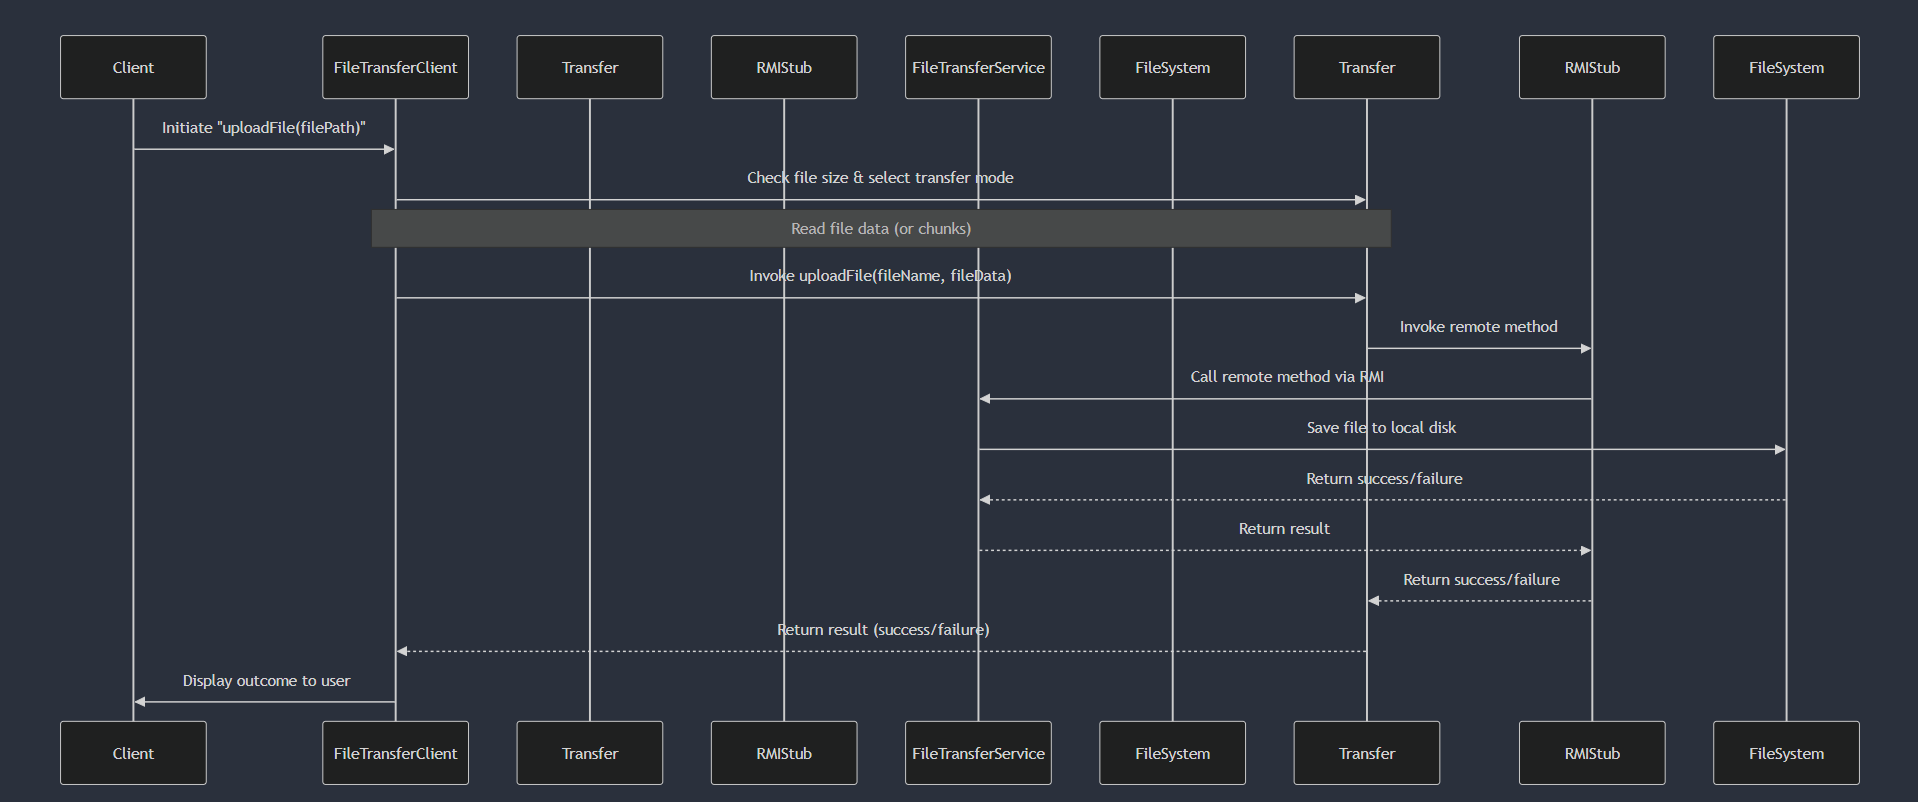 Client
FileTransferClient
Transfer
RMIStub
FileTransferService
FileSystem
Transfer
RMIStub
FileSystem
Initiate "uploadFile(filePath)"
Check file size & select transfer mode
Read file data (or chunks)
Invoke uploadFile(fileName, fileData)
Invoke remote method
Call remote method via RMI
Save file to local disk
Return success/failure
Return result
Return success/failure
Return result (success/failure)
Display outcome to user
Client
FileTransferClient
Transfer
RMIStub
FileTransferService
FileSystem
Transfer
RMIStub
FileSystem